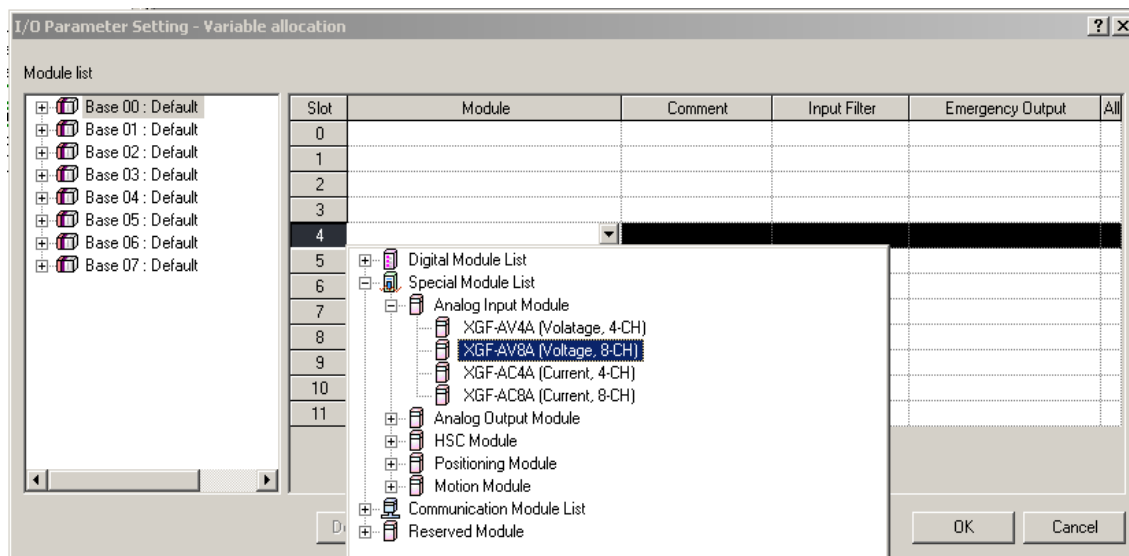 I/O Parameter Setting - Variable allocation
Module list
Base 00 : Default
Base 01 : Default
Base 02 : Default
Base 03 : Default
Base 04 : Default
Base 05 : Default
Base 06 : Default
Base 07 : Default
Slot Module Comment Input Filter Emergency Output All
0
1
2
3
4
5
6
7
8
9
10
11
Digital Module List
Special Module List
Analog Input Module
XGF-AV4A (Volatage, 4-CH)
XGF-AV8A (Voltage, 8-CH)
XGF-AC4A (Current, 4-CH)
XGF-AC8A (Current, 8-CH)
Analog Output Module
HSC Module
Positioning Module
Motion Module
Communication Module List
Reserved Module
OK Cancel